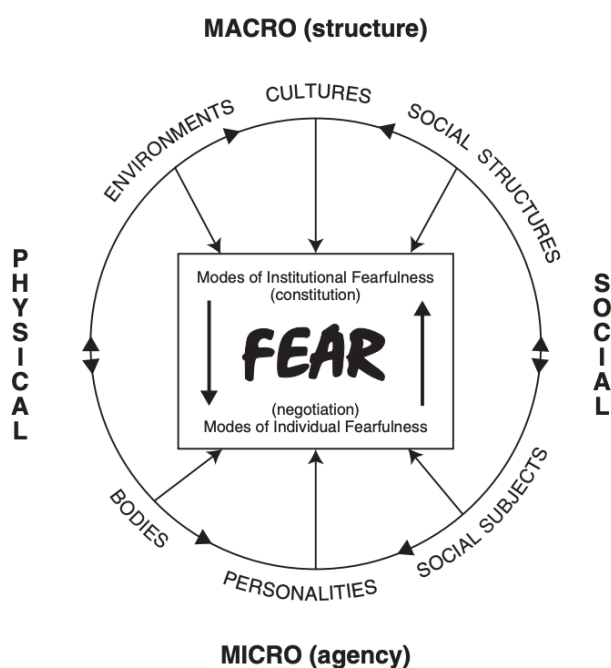 MACRO (structure)
CULTURES
ENVIRONMENTS
SOCIAL STRUCTURES
PHYSICAL
SOCIAL
Modes of Institutional Fearfulness
(constitution)
FEAR
(negotiation)
Modes of Individual Fearfulness
BODIES
SOCIAL SUBJECTS
PERSONALITIES
MICRO (agency)